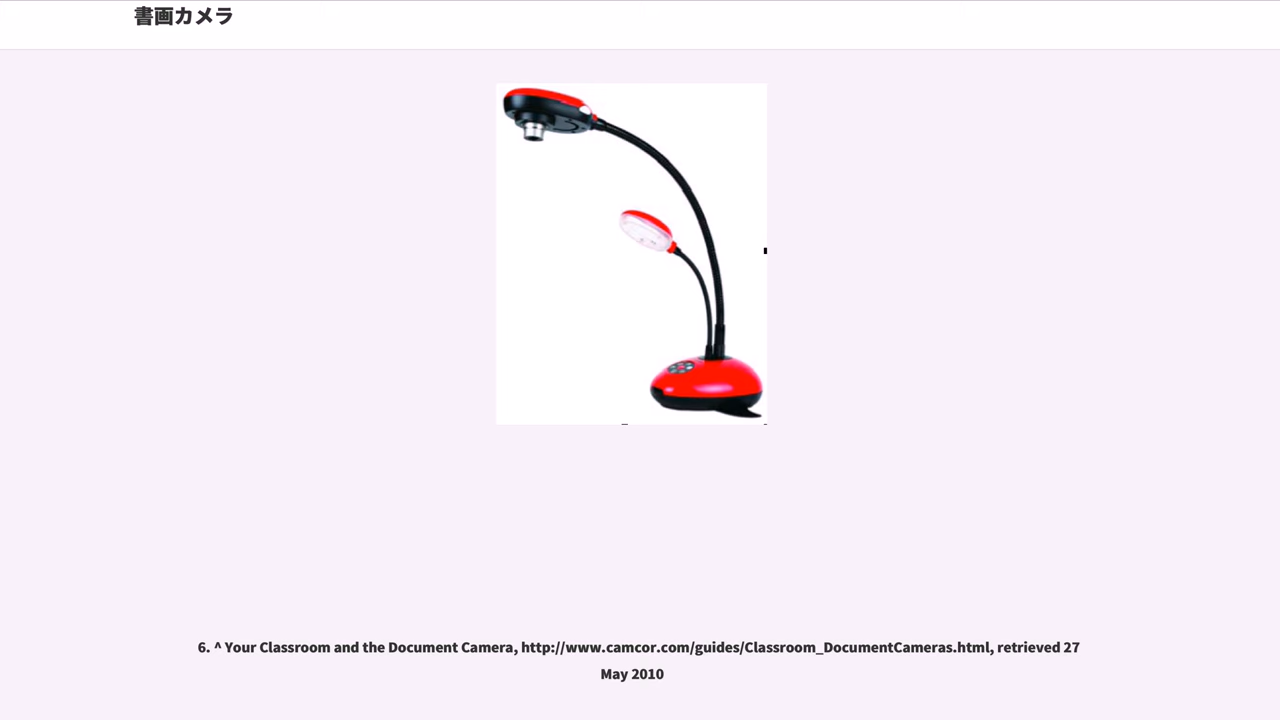 書画カメラ
6. ^ Your Classroom and the Document Camera, http://www.camcor.com/guides/Classroom_DocumentCameras.html, retrieved 27
May 2010